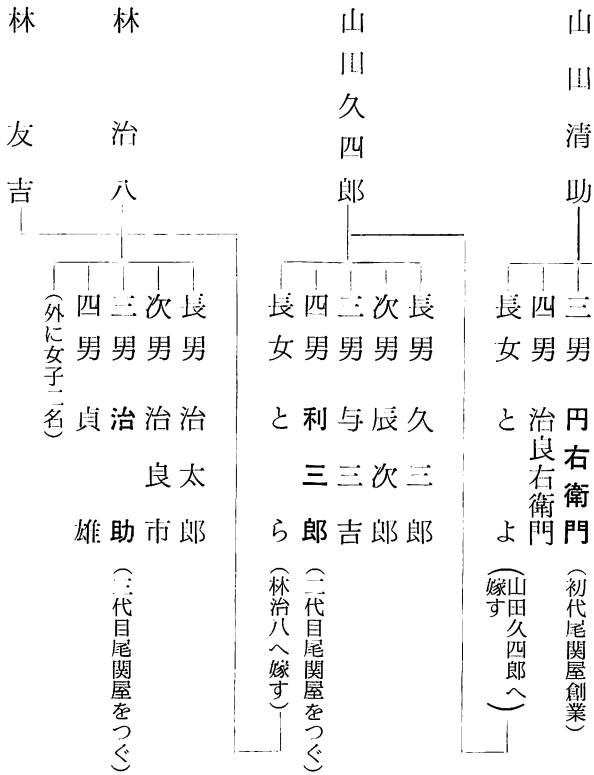 山田清助
三男 円右衛門(初代尾関屋創業)
四男 治良右衛門
長女 とよ(山田久四郎へ嫁す)
山田久四郎
長男 久三郎
次男 辰次郎
三男 与三吉
四男 利三郎(二代目尾関屋をつぐ)
長女 とら(林治八へ嫁す)
林 治八
長男 治太郎
次男 治良市
三男 治助(三代目尾関屋をつぐ)
四男 貞雄
(外に女子二名)
林 友吉